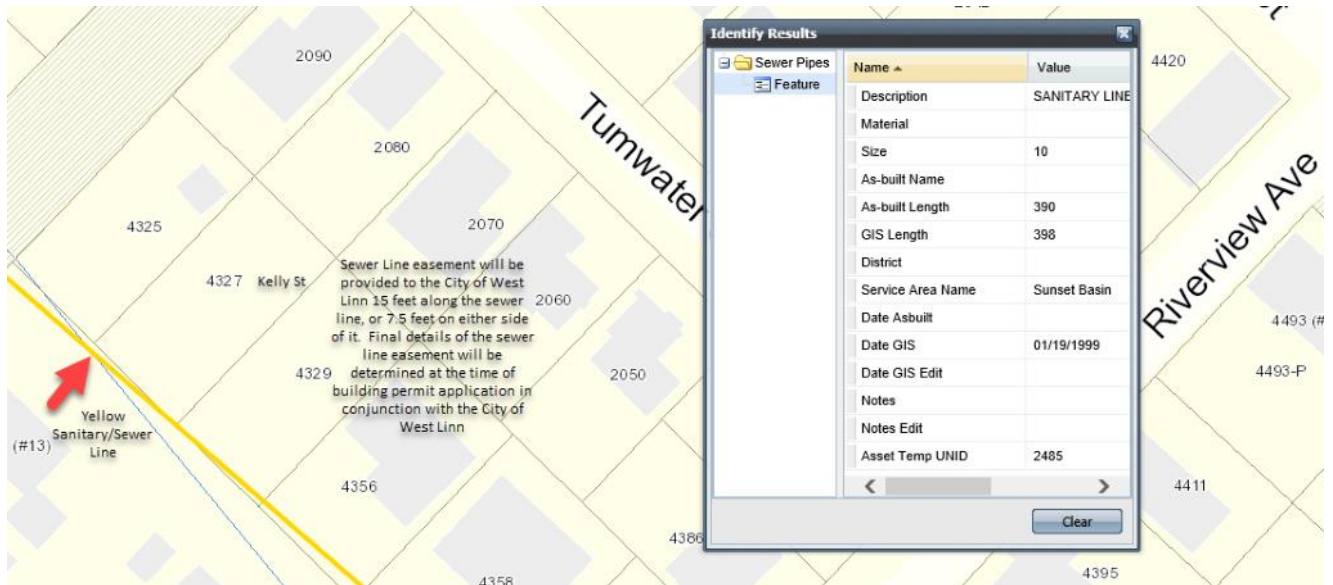 2090
2080
Tumwater
2070
4325
4327 Kelly St
Sewer Line easement will be
provided to the City of West
Linn 15 feet along the sewer
line, or 7.5 feet on either side
of it. Final details of the sewer
line easement will be
determined at the time of
building permit application in
conjunction with the City of
West Linn
2060
4329
2050
Yellow
Sanitary/Sewer
Line
(#13)
4356
4358
4386
Identify Results
Sewer Pipes
Feature
Name Value
Description SANITARY LINE
Material
Size 10
As-built Name
As-built Length 390
GIS Length 398
District
Service Area Name Sunset Basin
Date Asbuilt
Date GIS 01/19/1999
Date GIS Edit
Notes
Notes Edit
Asset Temp UNID 2485
Clear
4420
Riverview Ave
4493 (#
4493-P
4411
4395